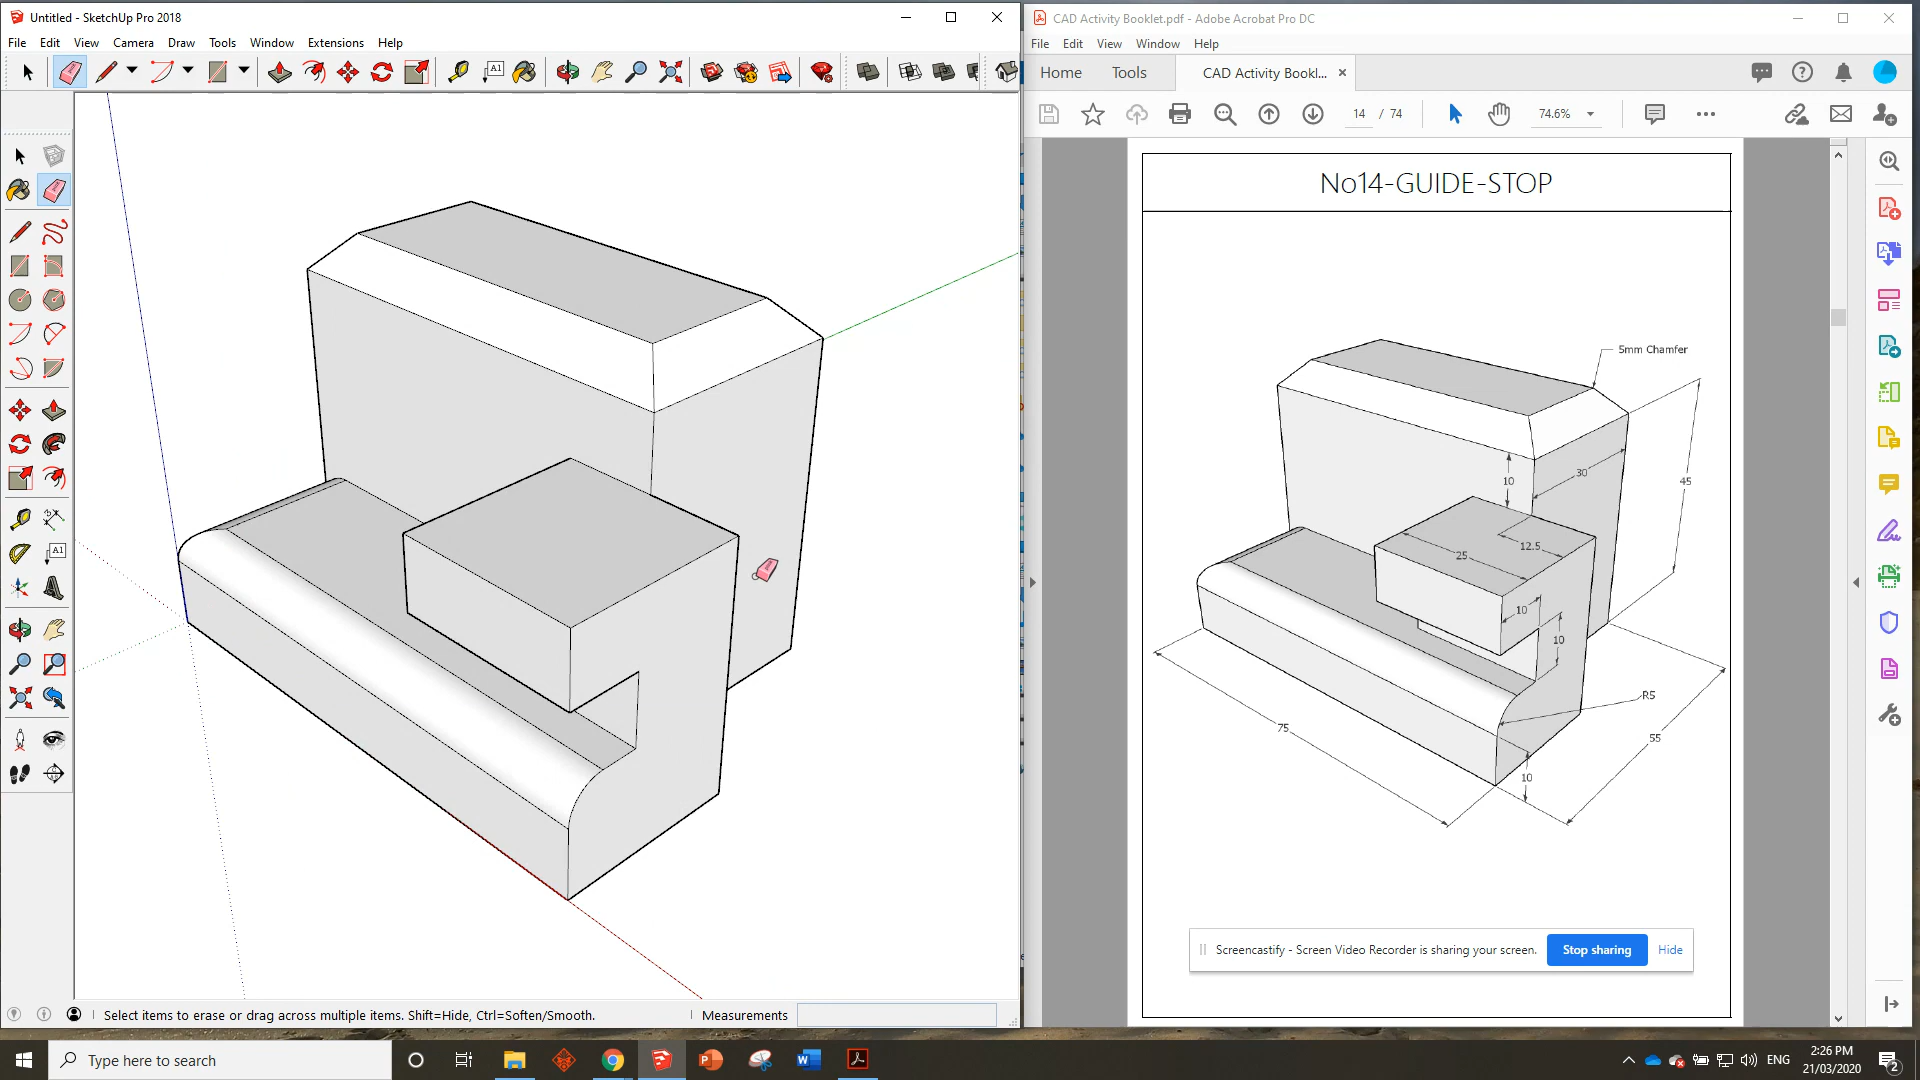 Untitled - SketchUp Pro 2018
File Edit View Camera Draw Tools Window Extensions Help
A1
A1
Select items to erase or drag across multiple items. Shift=Hide, Ctrl=Soften/Smooth.
Measurements
CAD Activity Booklet.pdf - Adobe Acrobat Pro DC
File Edit View Window Help
Home Tools CAD Activity Bookl...
14 / 74
74.6%
No14-GUIDE-STOP
5mm Chamfer
10
30
45
25
12.5
10
10
R5
75
55
10
Screencastify - Screen Video Recorder is sharing your screen. Stop sharing Hide
Type here to search
ENG
2:26 PM
21/03/2020
2